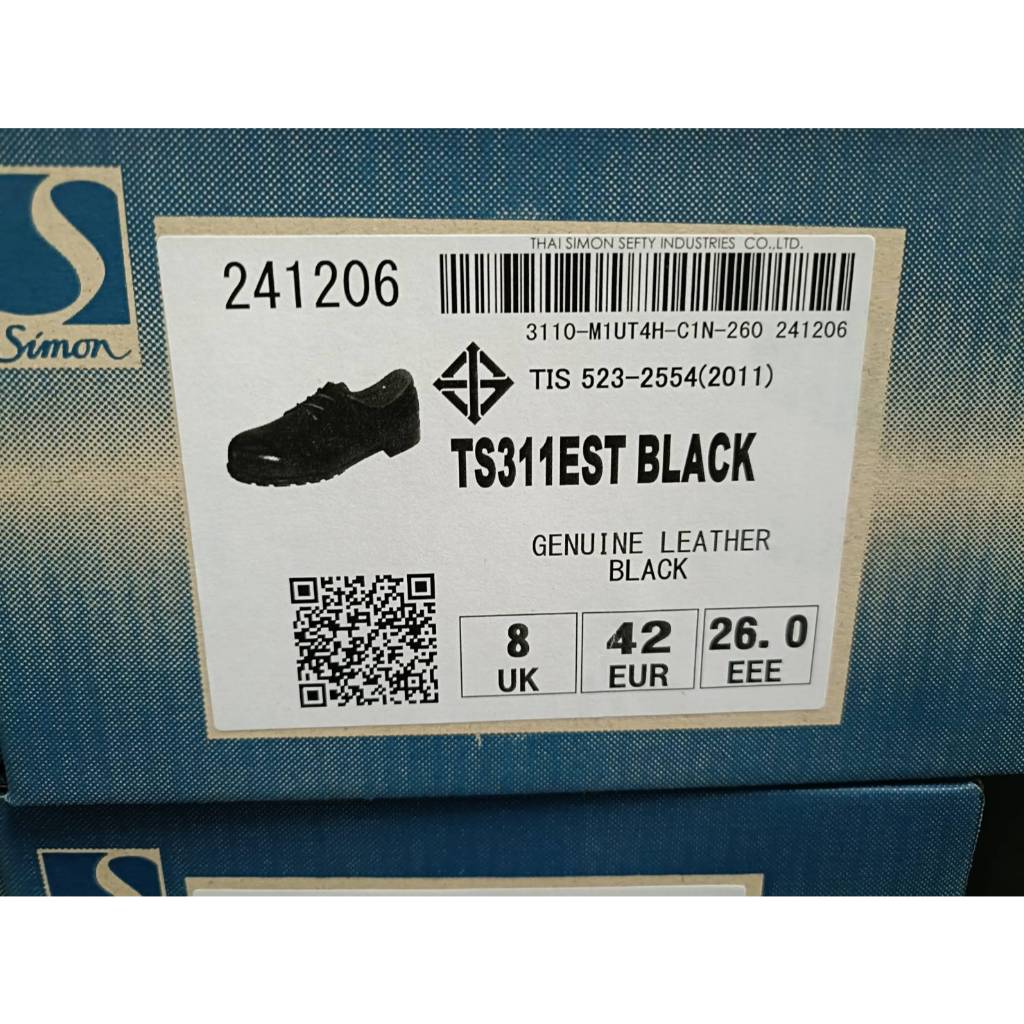 Simon
THAI SIMON SEFTY INDUSTRIES CO.,LTD.
241206
3110-M1UT4H-C1N-260 241206
TIS 523-2554(2011)
TS311EST BLACK
GENUINE LEATHER
BLACK
8 42 26.0
UK EUR EEE